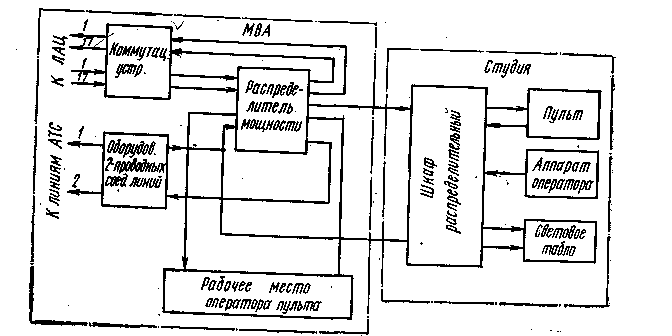 МВА
К ЛАЦ
1
17
К
1
17
Коммутац.
устр.
Распреде-
литель
мощности
К линиям АТС
1
2
Оборудов.
2-проводных
соед. линий
Рабочее место
оператора пульта
Студия
Шкаф
распределительный
Пульт
Аппарат
оператора
Световое
табло